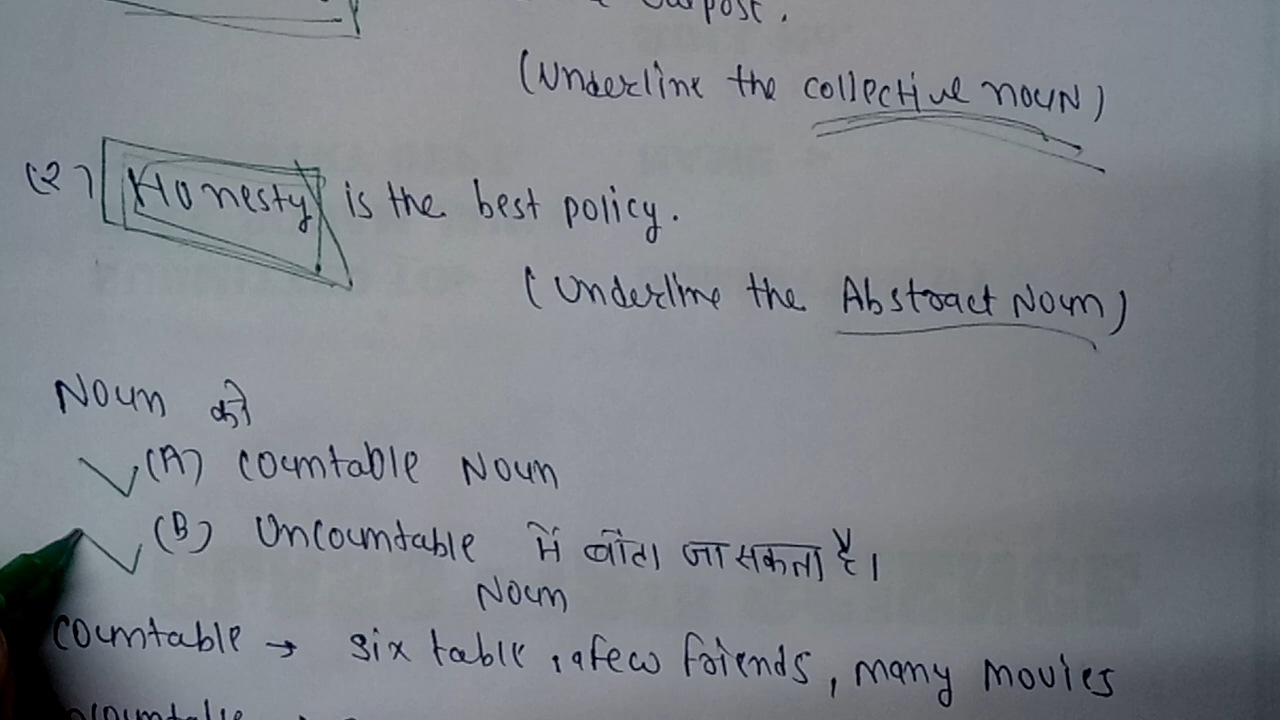 (Underline the collective noun)
(2) Honesty is the best policy.
(Underline the Abstract Noun)
Noun को
(A) Countable Noun
(B) Uncountable में बाँटा जा सकता है।
Noun
Countable → six table, a few friends, many movies